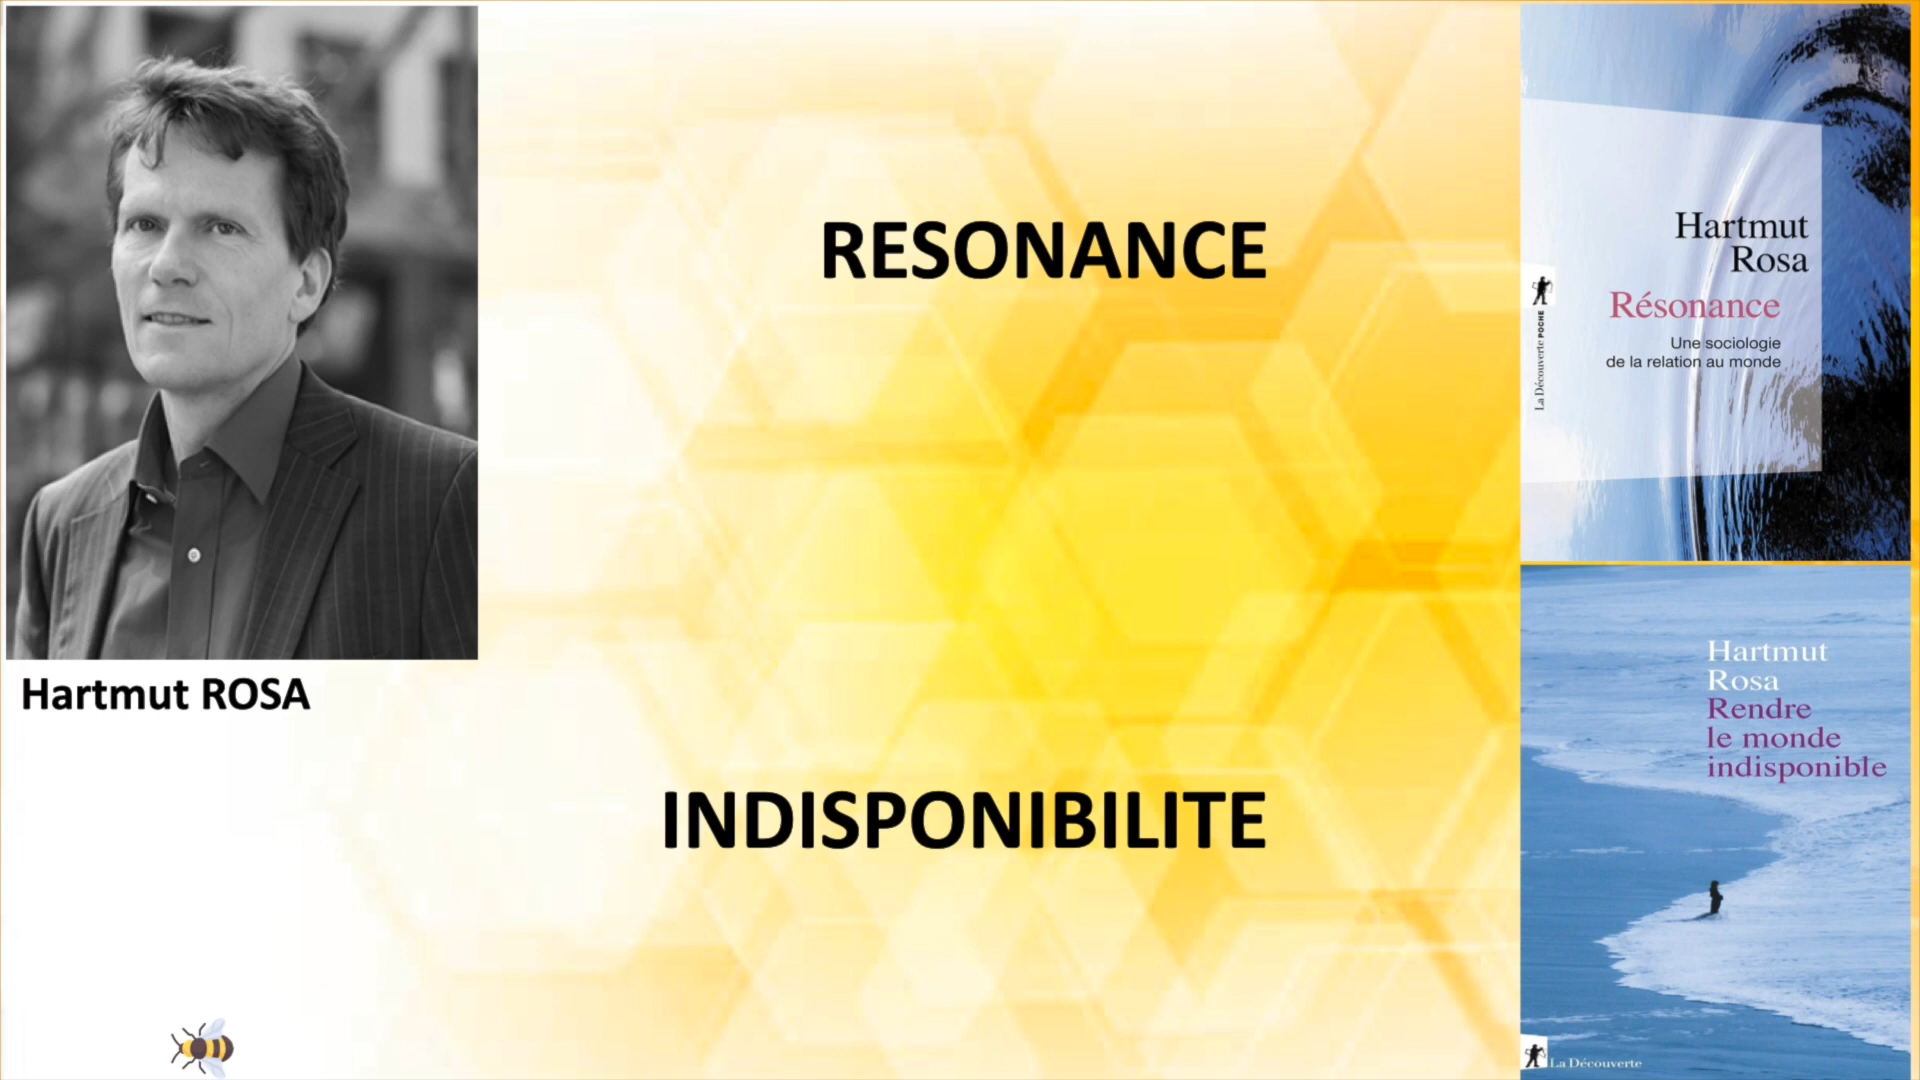 Hartmut ROSA
RESONANCE
INDISPONIBILITE
Hartmut
Rosa
Résonance
Une sociologie
de la relation au monde
La Découverte POCHE
Hartmut
Rosa
Rendre
le monde
indisponible
La Découverte